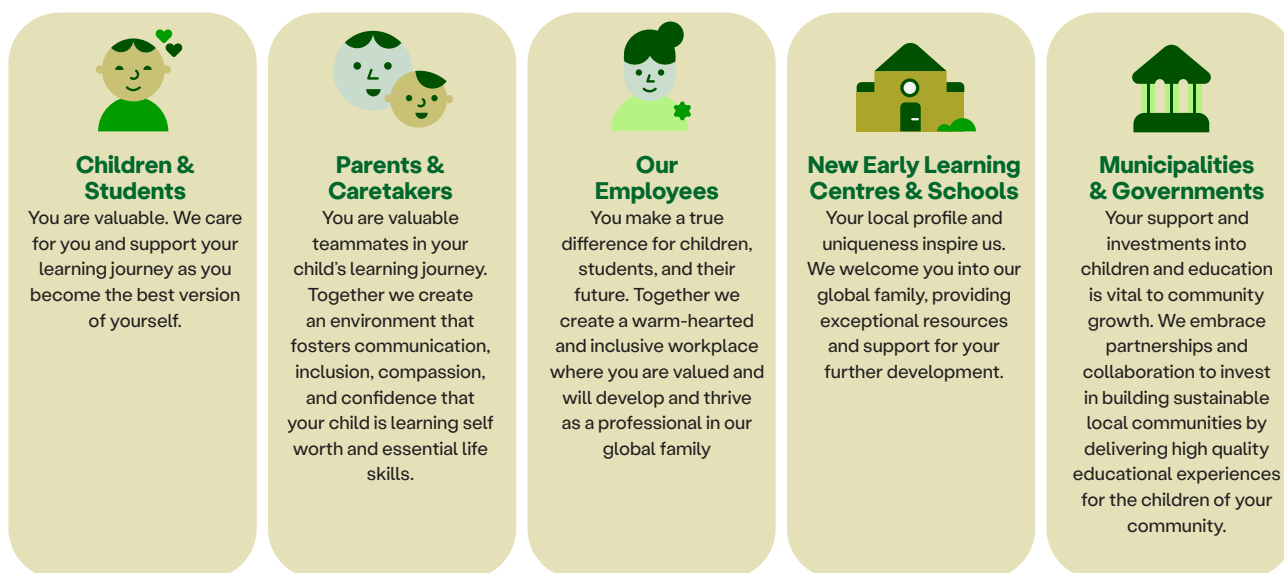 Children &
Students
You are valuable. We care
for you and support your
learning journey as you
become the best version
of yourself.
Parents &
Caretakers
You are valuable
teammates in your
child's learning journey.
Together we create
an environment that
fosters communication,
inclusion, compassion,
and confidence that
your child is learning self
worth and essential life
skills.
Our
Employees
You make a true
difference for children,
students, and their
future. Together we
create a warm-hearted
and inclusive workplace
where you are valued and
will develop and thrive
as a professional in our
global family
New Early Learning
Centres & Schools
Your local profile and
uniqueness inspire us.
We welcome you into our
global family, providing
exceptional resources
and support for your
further development.
Municipalities
& Governments
Your support and
investments into
children and education
is vital to community
growth. We embrace
partnerships and
collaboration to invest
in building sustainable
local communities by
delivering high quality
educational experiences
for the children of your
community.